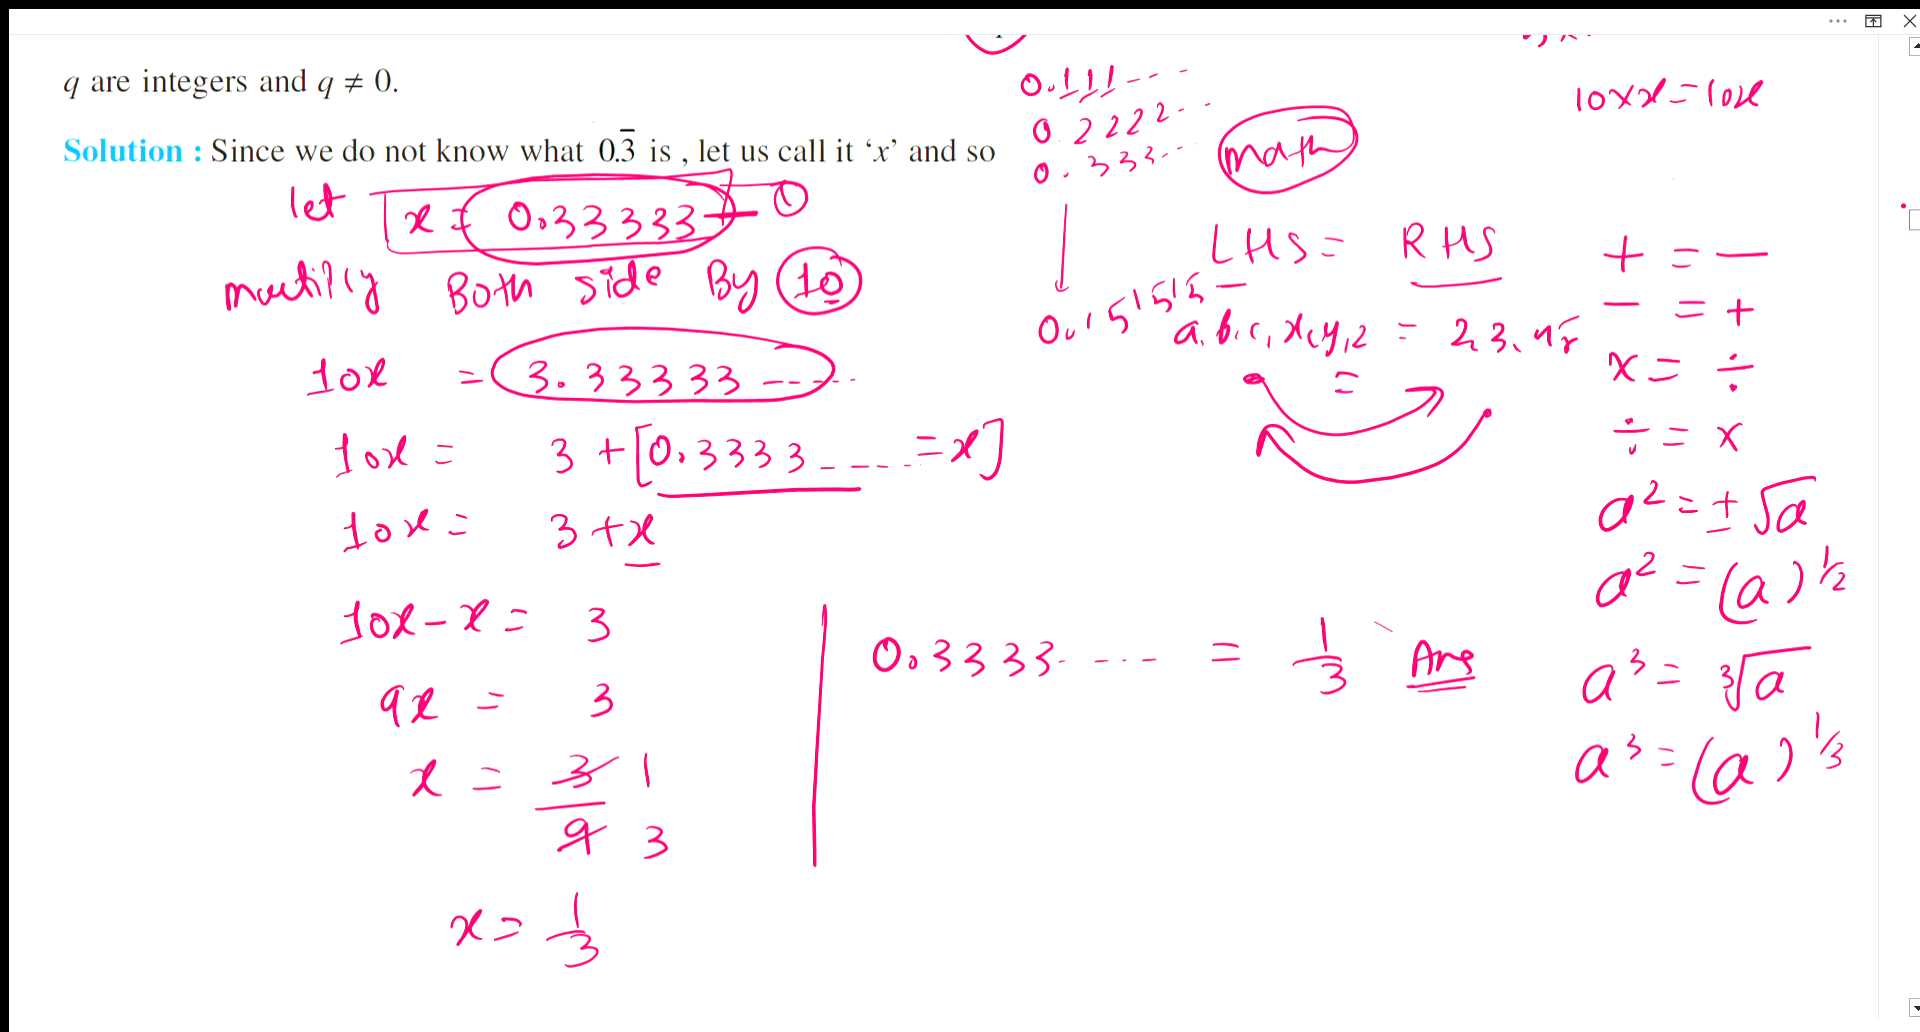 q are integers and q ≠ 0.
Solution : Since we do not know what 0.3̅ is , let us call it ‘x’ and so
let x = 0.33333 — ①
multiply Both side By 10
10x = 3.33333 -----
10x = 3 + [0.3333 ---- = x]
10x = 3 + x
10x - x = 3
9x = 3
x = 3 1
9 3
x = 1/3
0.3333 ---- = 1/3 Ans
0.111---
0.2222--
0.333--
0.151515
math
LHS = RHS
a, b, c, x, y, z = 2, 3, 4, 5
=
10×x = 10x
+ = −
− = +
× = ÷
÷ = ×
a² = ± √a
a² = (a)^1/2
a³ = ∛a
a³ = (a)^1/3